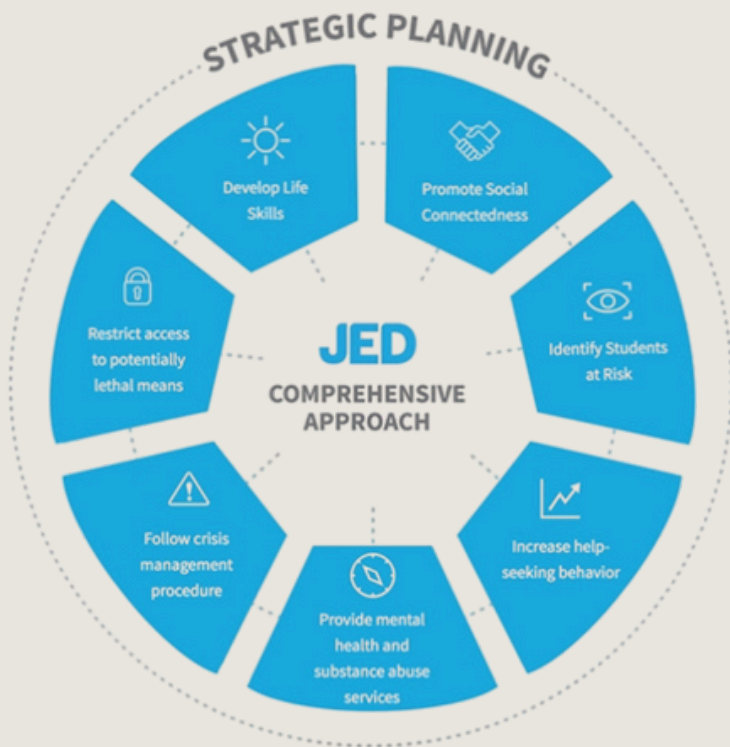 STRATEGIC PLANNING
Develop Life
Skills
Promote Social
Connectedness
Identify Students
at Risk
Increase help-
seeking behavior
Provide mental
health and
substance abuse
services
Follow crisis
management
procedure
Restrict access
to potentially
lethal means
JED
COMPREHENSIVE
APPROACH